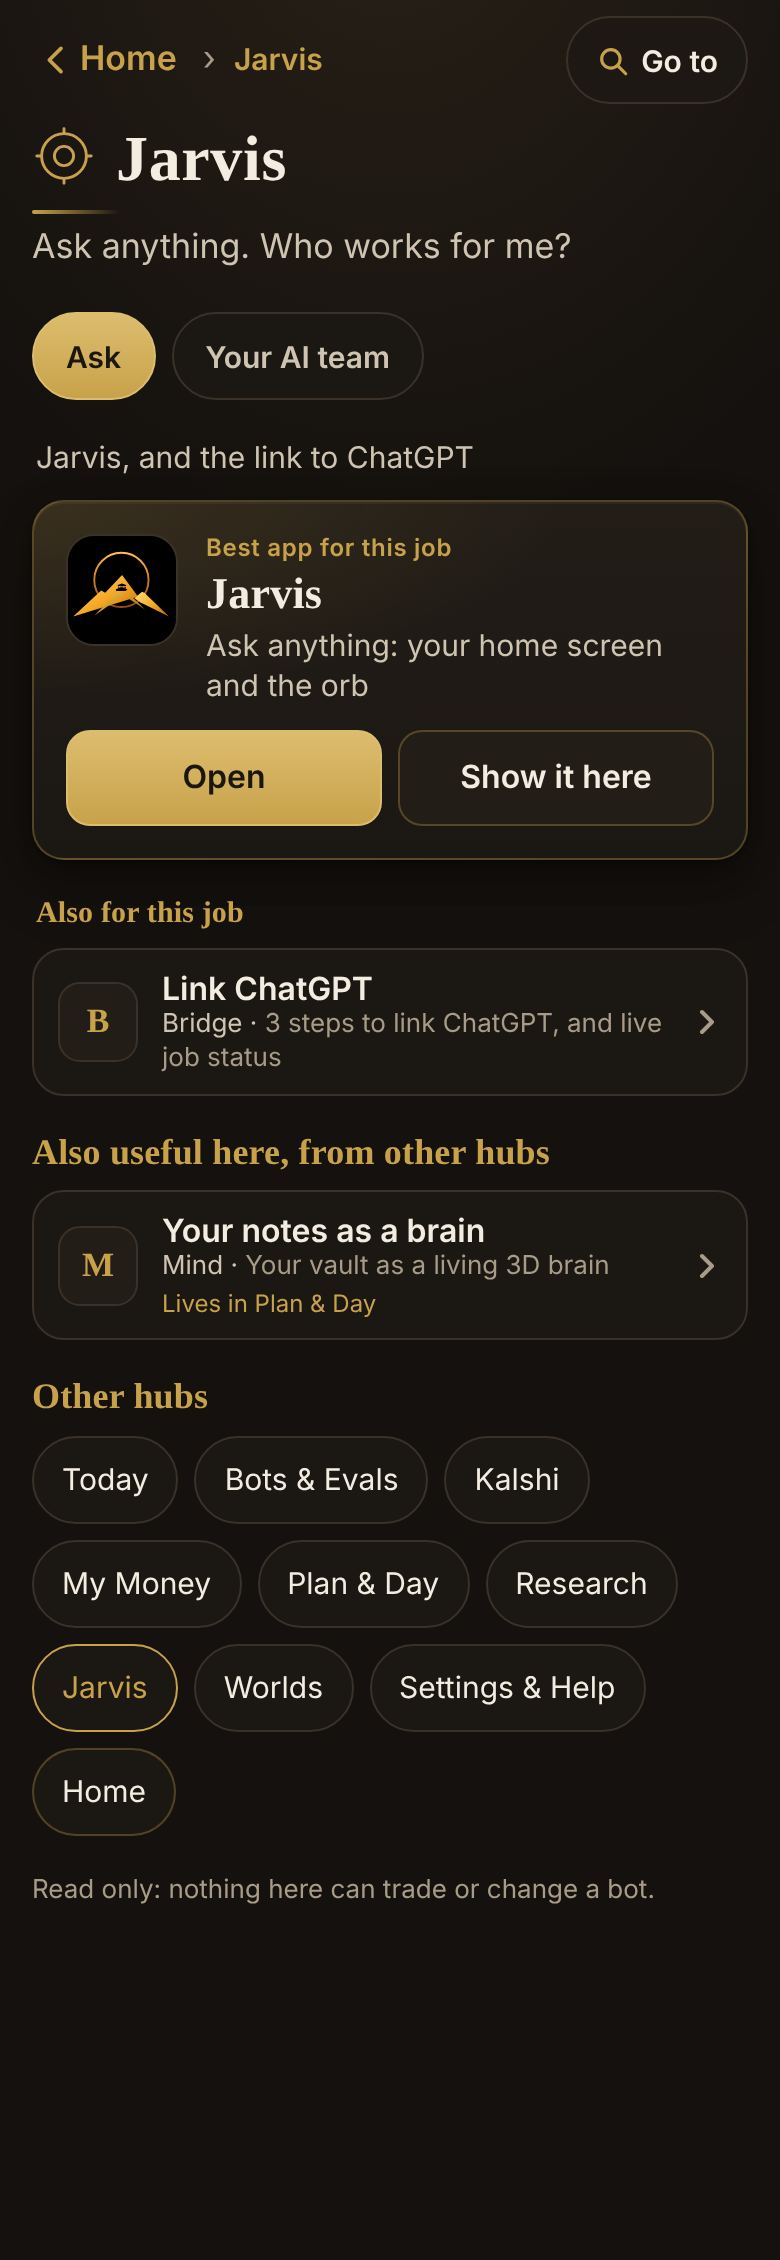 Home › Jarvis
Go to
Jarvis
Ask anything. Who works for me?
Ask
Your AI team
Jarvis, and the link to ChatGPT
Best app for this job
Jarvis
Ask anything: your home screen
and the orb
Open
Show it here
Also for this job
B
Link ChatGPT
Bridge · 3 steps to link ChatGPT, and live
job status
Also useful here, from other hubs
M
Your notes as a brain
Mind · Your vault as a living 3D brain
Lives in Plan & Day
Other hubs
Today
Bots & Evals
Kalshi
My Money
Plan & Day
Research
Jarvis
Worlds
Settings & Help
Home
Read only: nothing here can trade or change a bot.